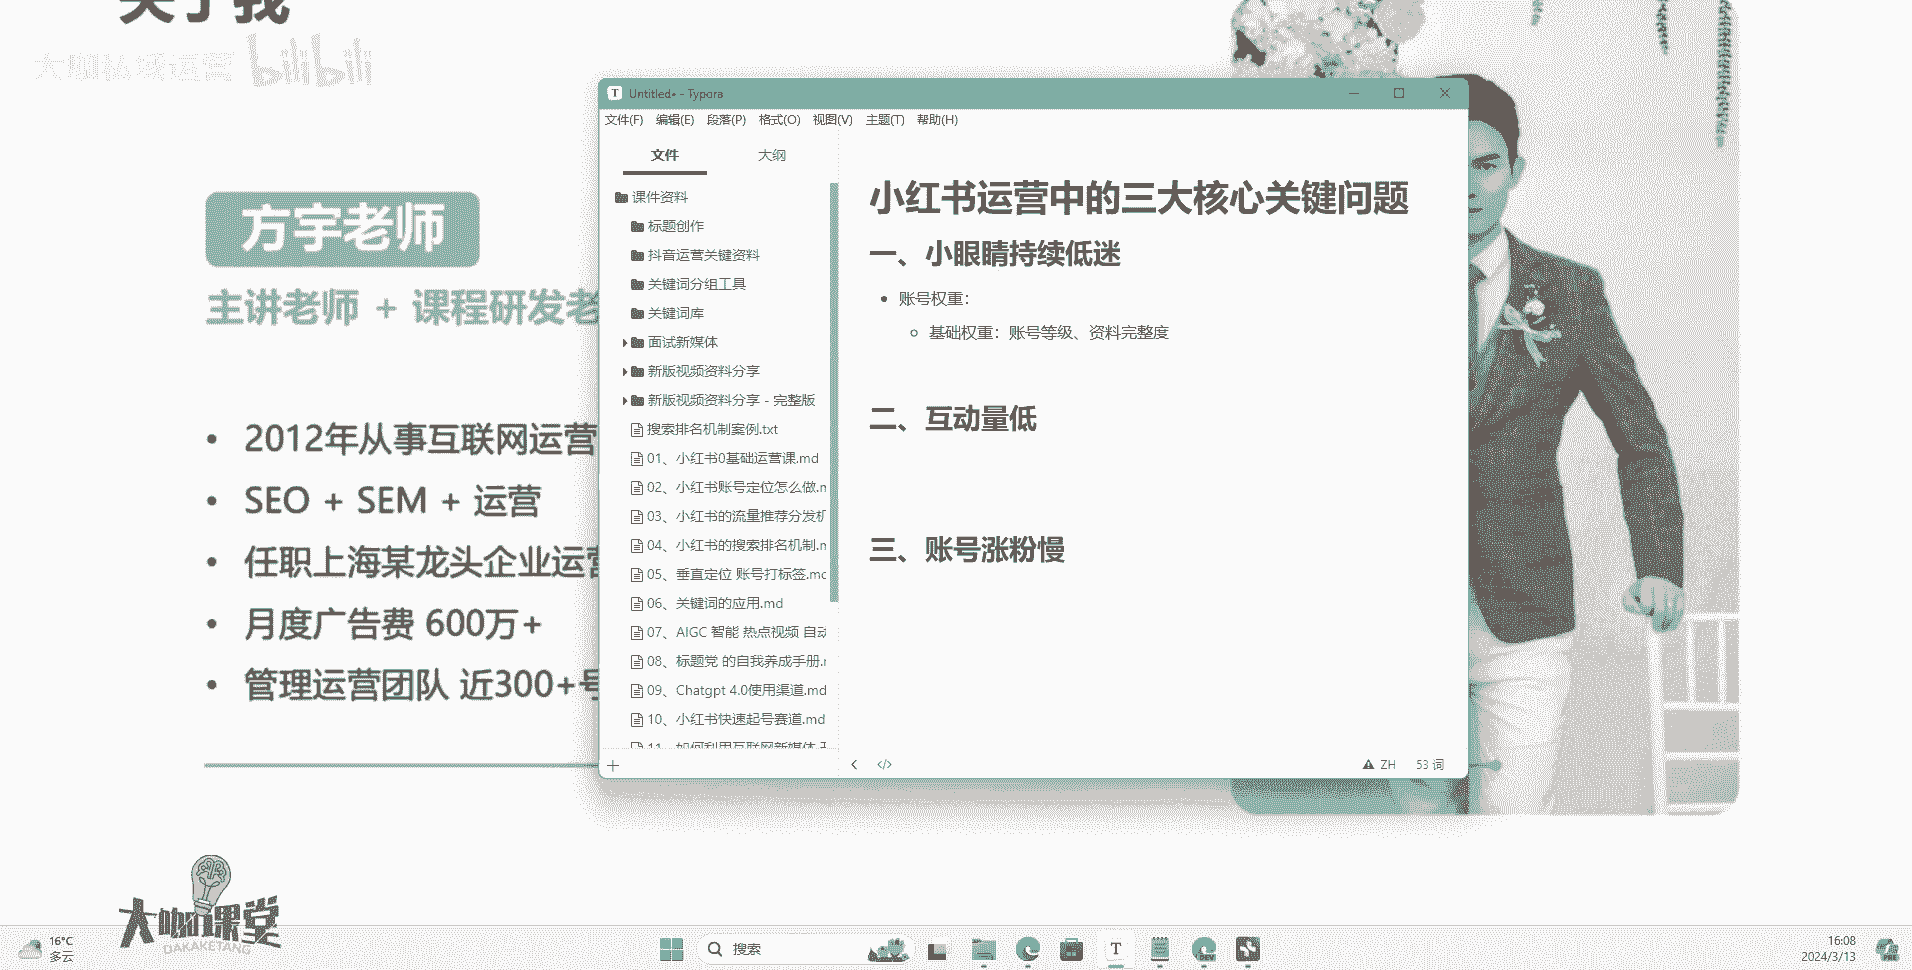 关于我
大咖私域运营 bilibili
方宇老师
主讲老师 + 课程研发老
• 2012年从事互联网运营
• SEO + SEM + 运营
• 任职上海某龙头企业运营
• 月度广告费 600万+
• 管理运营团队 近300+号
Untitled• - Typora
文件(F) 编辑(E) 段落(P) 格式(O) 视图(V) 主题(T) 帮助(H)
文件 大纲
课件资料
标题创作
抖音运营关键资料
关键词分组工具
关键词库
面试新媒体
新版视频资料分享
新版视频资料分享 - 完整版
搜索排名机制案例.txt
01、小红书0基础运营课.md
02、小红书账号定位怎么做.m
03、小红书的流量推荐分发机
04、小红书的搜索排名机制.m
05、垂直定位 账号打标签.md
06、关键词的应用.md
07、AIGC 智能 热点视频 自动
08、标题党 的自我养成手册.m
09、Chatgpt 4.0使用渠道.md
10、小红书快速起号赛道.md
11、如何利用互联网新媒体
小红书运营中的三大核心关键问题
一、小眼睛持续低迷
• 账号权重：
◦ 基础权重：账号等级、资料完整度
二、互动量低
三、账号涨粉慢
ZH 53 词
大咖课堂
DAKAKETANG
16°C
多云
搜索
T
DEV
16:08
2024/3/13
PRE